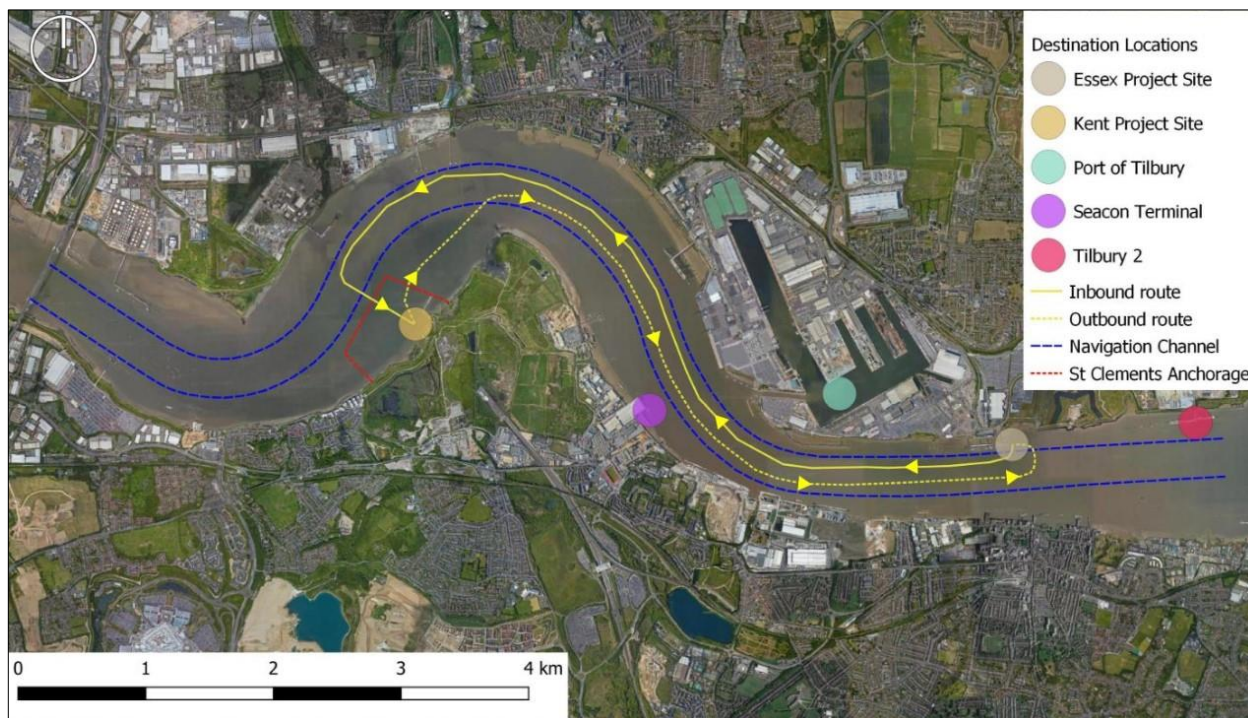 Destination Locations
Essex Project Site
Kent Project Site
Port of Tilbury
Seacon Terminal
Tilbury 2
Inbound route
Outbound route
Navigation Channel
St Clements Anchorage
0 1 2 3 4 km